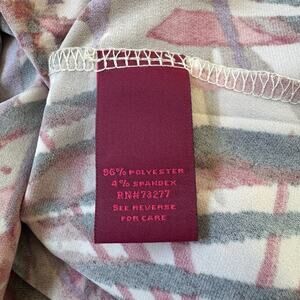 96% POLYESTER
4% SPANDEX
RN#73277
SEE REVERSE
FOR CARE